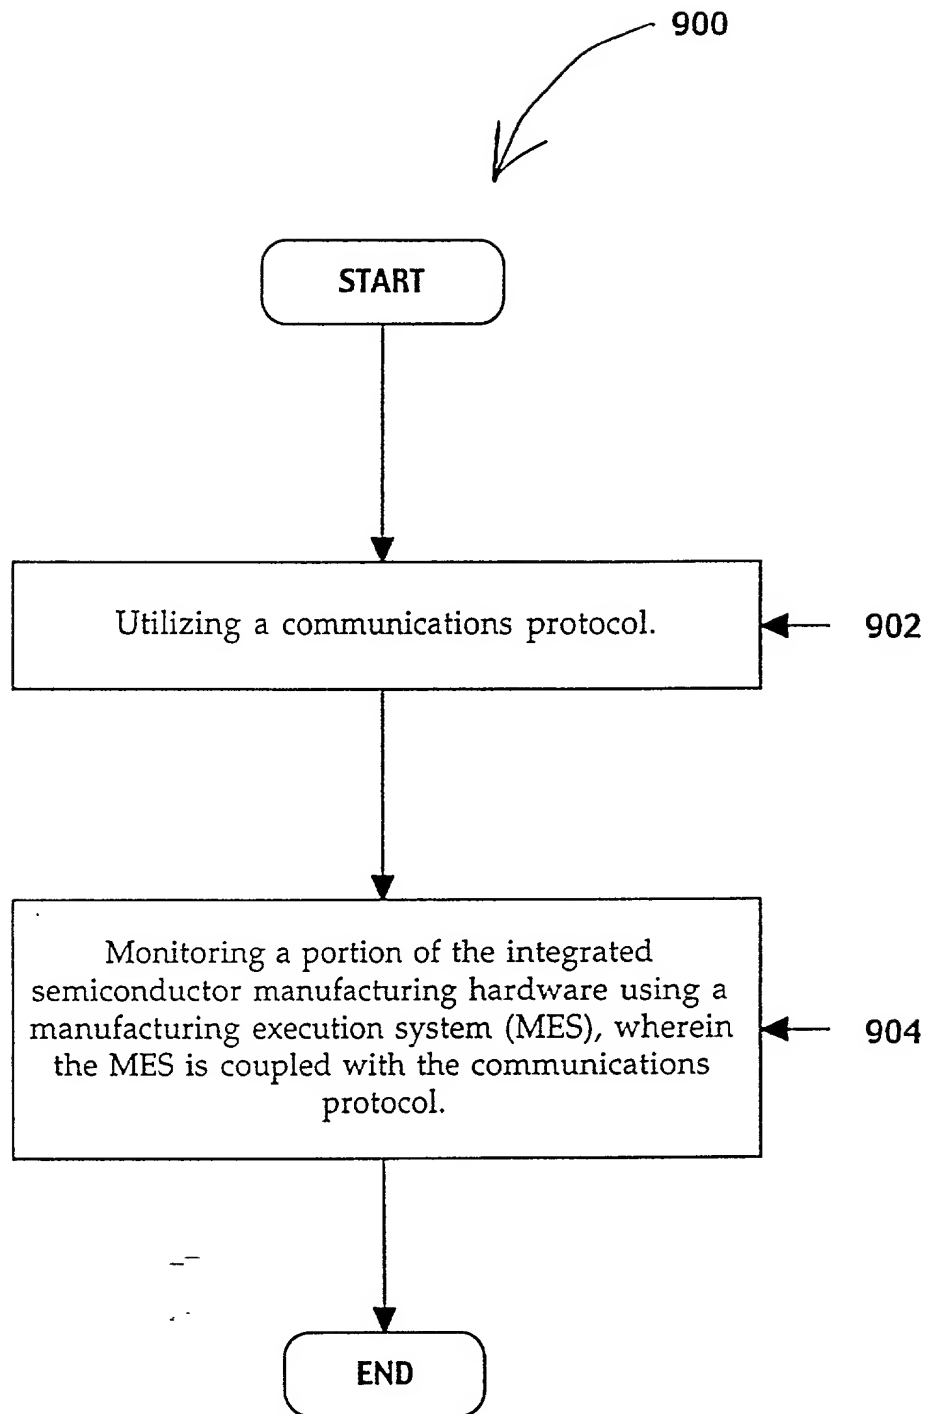 900
START
Utilizing a communications protocol.
902
Monitoring a portion of the integrated
semiconductor manufacturing hardware using a
manufacturing execution system (MES), wherein
the MES is coupled with the communications
protocol.
904
END